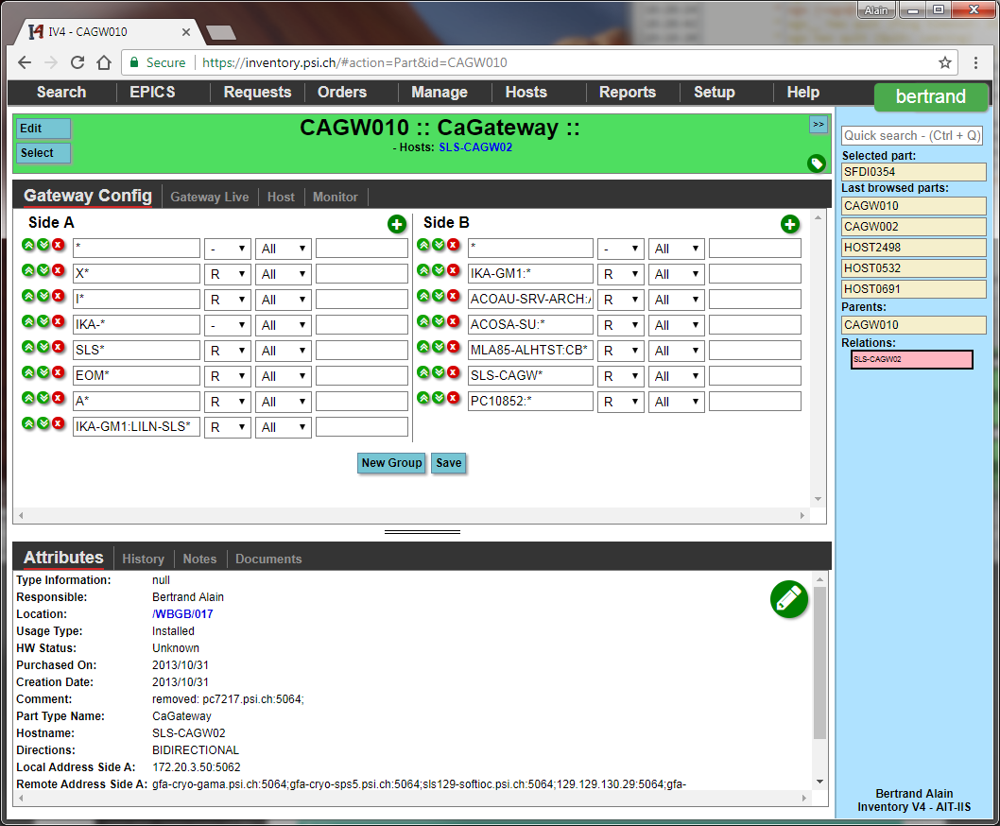 Alain
IV4 - CAGW010
Secure https://inventory.psi.ch/#action=Part&id=CAGW010
Search EPICS Requests Orders Manage Hosts Reports Setup Help bertrand
Edit
Select
CAGW010 :: CaGateway ::
- Hosts: SLS-CAGW02
>>
Gateway Config Gateway Live Host Monitor
Side A Side B
* - All * - All
X* R All IKA-GM1:* R All
I* R All ACOAU-SRV-ARCH: R All
IKA-* - All ACOSA-SU:* R All
SLS* R All MLA85-ALHTST:CB* R All
EOM* R All SLS-CAGW* R All
A* R All PC10852:* R All
IKA-GM1:LILN-SLS* R All
New Group Save
Attributes History Notes Documents
Type Information: null
Responsible: Bertrand Alain
Location: /WBGB/017
Usage Type: Installed
HW Status: Unknown
Purchased On: 2013/10/31
Creation Date: 2013/10/31
Comment: removed: pc7217.psi.ch:5064;
Part Type Name: CaGateway
Hostname: SLS-CAGW02
Directions: BIDIRECTIONAL
Local Address Side A: 172.20.3.50:5062
Remote Address Side A: gfa-cryo-gama.psi.ch:5064;gfa-cryo-sps5.psi.ch:5064;sls129-softioc.psi.ch:5064;129.129.130.29:5064;gfa-
Quick search - (Ctrl + Q)
Selected part:
SFDI0354
Last browsed parts:
CAGW010
CAGW002
HOST2498
HOST0532
HOST0691
Parents:
CAGW010
Relations:
SLS-CAGW02
Bertrand Alain
Inventory V4 - AIT-IIS